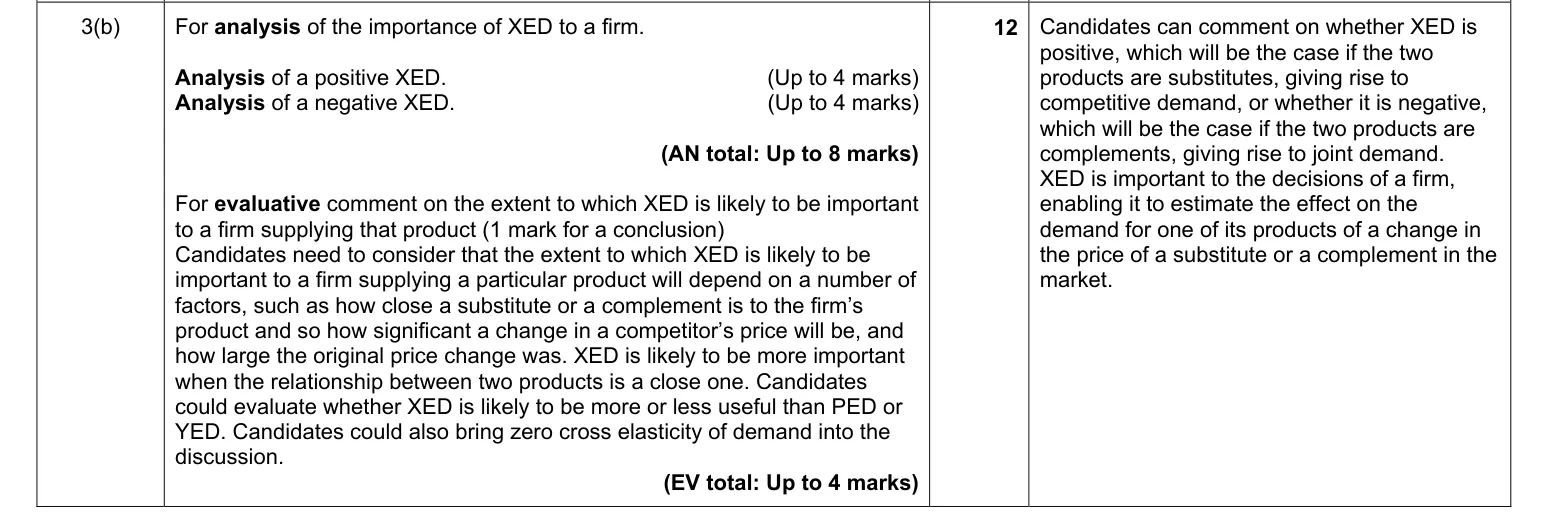 3(b)
For analysis of the importance of XED to a firm.
Analysis of a positive XED. (Up to 4 marks)
Analysis of a negative XED. (Up to 4 marks)
(AN total: Up to 8 marks)
For evaluative comment on the extent to which XED is likely to be important
to a firm supplying that product (1 mark for a conclusion)
Candidates need to consider that the extent to which XED is likely to be
important to a firm supplying a particular product will depend on a number of
factors, such as how close a substitute or a complement is to the firm’s
product and so how significant a change in a competitor’s price will be, and
how large the original price change was. XED is likely to be more important
when the relationship between two products is a close one. Candidates
could evaluate whether XED is likely to be more or less useful than PED or
YED. Candidates could also bring zero cross elasticity of demand into the
discussion.
(EV total: Up to 4 marks)
12
Candidates can comment on whether XED is
positive, which will be the case if the two
products are substitutes, giving rise to
competitive demand, or whether it is negative,
which will be the case if the two products are
complements, giving rise to joint demand.
XED is important to the decisions of a firm,
enabling it to estimate the effect on the
demand for one of its products of a change in
the price of a substitute or a complement in the
market.